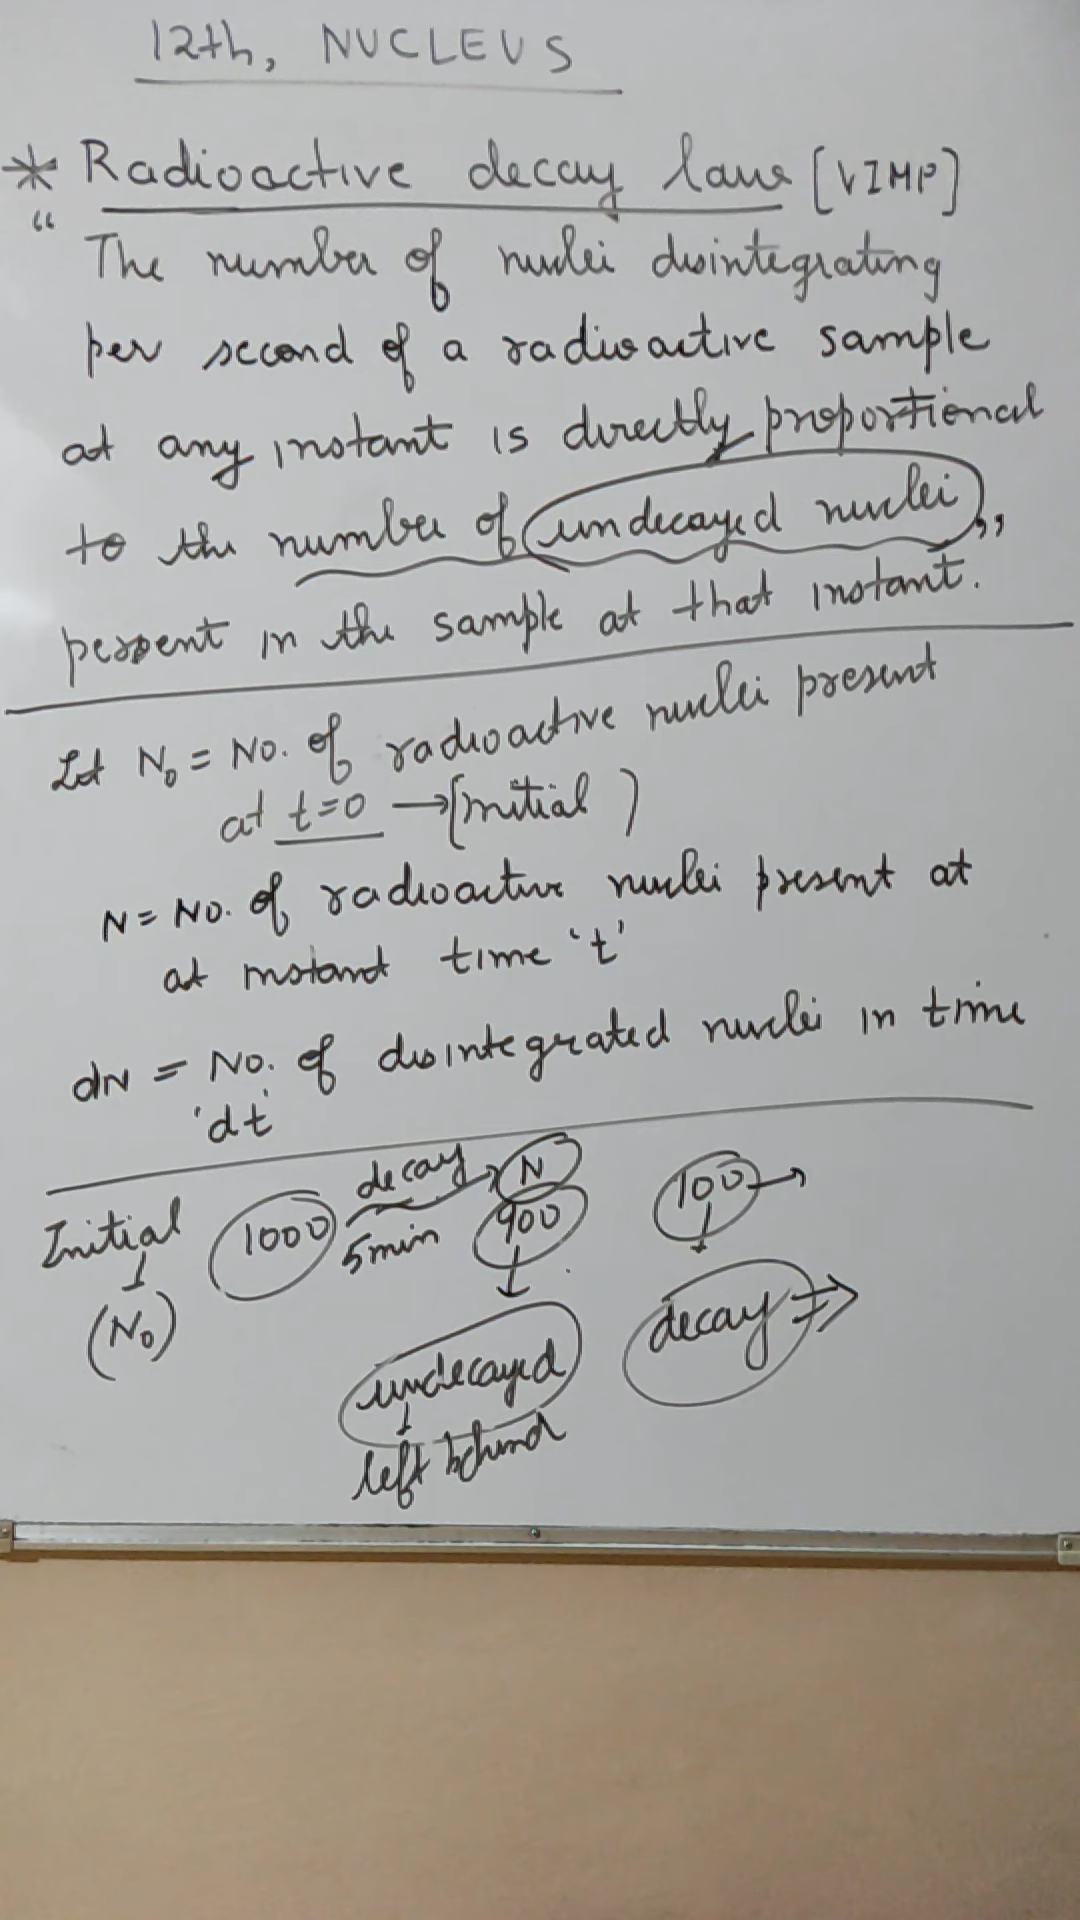 12th, NUCLEUS
* Radioactive decay law [VIMP]
“ The number of nuclei disintegrating
per second of a radioactive sample
at any instant is directly proportional
to the number of undecayed nuclei ”
present in the sample at that instant.
Let N₀ = No. of radioactive nuclei present
at t=0 → (initial)
N = No. of radioactive nuclei present at
at instant time 't'
dN = No. of disintegrated nuclei in time
'dt'
Initial 1000 decay → N 100 →
5min 900
(N₀) decay ⇒
undecayed
left behind